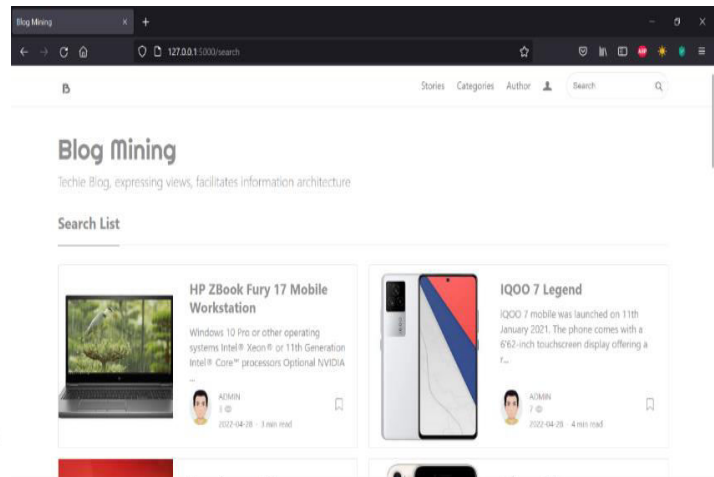 Blog Mining
127.0.0.1:5000/search
B
Stories Categories Author Search
Blog Mining
Techie Blog, expressing views, facilitates information architecture
Search List
HP ZBook Fury 17 Mobile
Workstation
Windows 10 Pro or other operating
systems Intel® Xeon® or 11th Generation
Intel® Core™ processors Optional NVIDIA
...
ADMIN
3
2022-04-28 - 3 min read
IQOO 7 Legend
iQOO 7 mobile was launched on 11th
January 2021. The phone comes with a
6'62-inch touchscreen display offering a
r...
ADMIN
7
2022-04-28 - 4 min read